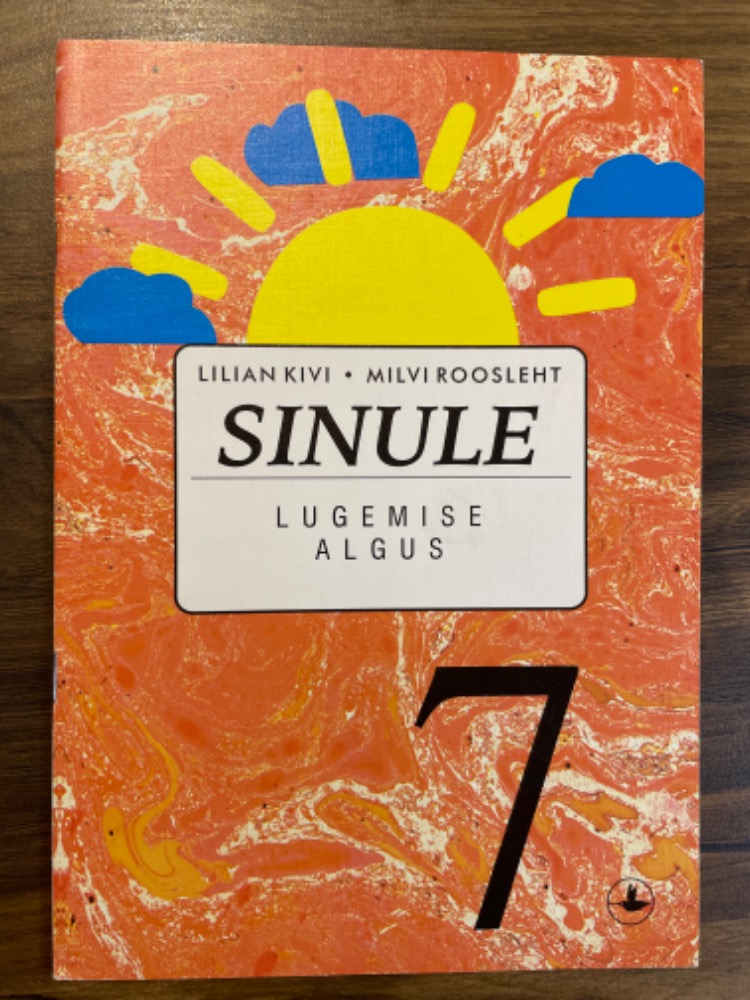 LILIAN KIVI • MILVI ROOSLEHT
SINULE
LUGEMISE
ALGUS
7